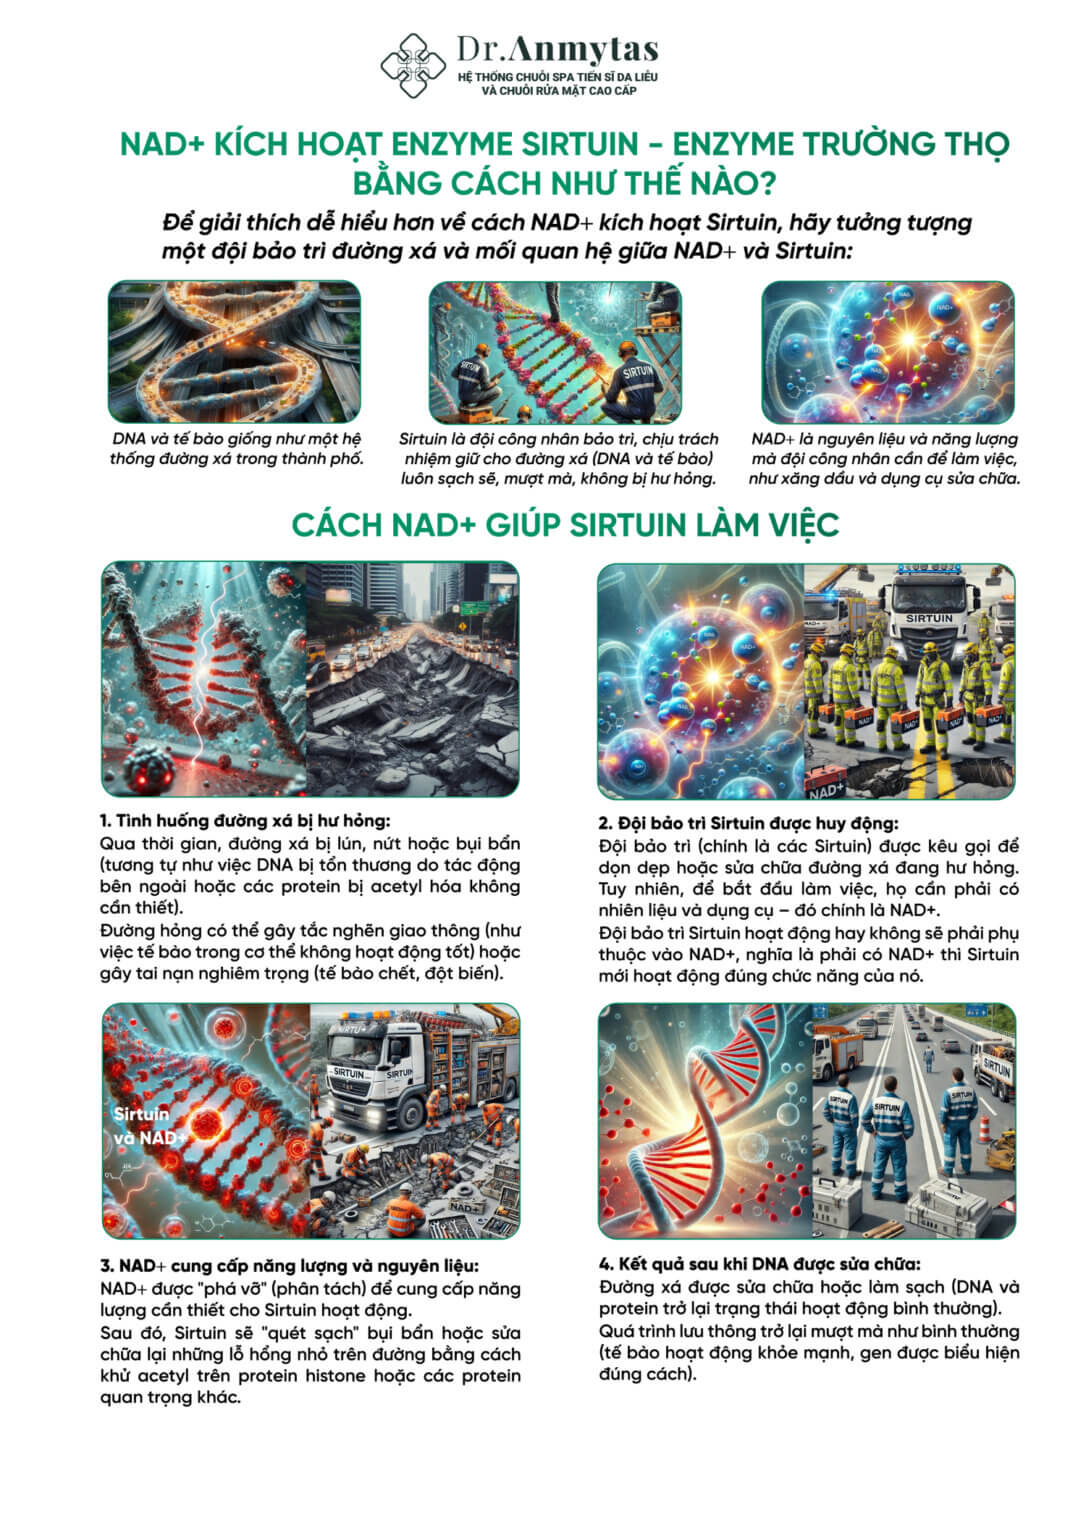 Dr.Anmytas
HỆ THỐNG CHUỖI SPA TIẾN SĨ DA LIỄU
VÀ CHUỖI RỬA MẶT CAO CẤP
NAD+ KÍCH HOẠT ENZYME SIRTUIN - ENZYME TRƯỜNG THỌ
BẰNG CÁCH NHƯ THẾ NÀO?
Để giải thích dễ hiểu hơn về cách NAD+ kích hoạt Sirtuin, hãy tưởng tượng
một đội bảo trì đường xá và mối quan hệ giữa NAD+ và Sirtuin:
SIRTUIN
SIRTUIN
NAD+
DNA và tế bào giống như một hệ
thống đường xá trong thành phố.
Sirtuin là đội công nhân bảo trì, chịu trách
nhiệm giữ cho đường xá (DNA và tế bào)
luôn sạch sẽ, mượt mà, không bị hư hỏng.
NAD+ là nguyên liệu và năng lượng
mà đội công nhân cần để làm việc,
như xăng dầu và dụng cụ sửa chữa.
CÁCH NAD+ GIÚP SIRTUIN LÀM VIỆC
NAD+
SIRTUIN
NAD+
NAD+
NAD+
NAD+
NAD+
1. Tình huống đường xá bị hư hỏng:
Qua thời gian, đường xá bị lún, nứt hoặc bụi bẩn
(tương tự như việc DNA bị tổn thương do tác động
bên ngoài hoặc các protein bị acetyl hóa không
cần thiết).
Đường hỏng có thể gây tắc nghẽn giao thông (như
việc tế bào trong cơ thể không hoạt động tốt) hoặc
gây tai nạn nghiêm trọng (tế bào chết, đột biến).
2. Đội bảo trì Sirtuin được huy động:
Đội bảo trì (chính là các Sirtuin) được kêu gọi để
dọn dẹp hoặc sửa chữa đường xá đang hư hỏng.
Tuy nhiên, để bắt đầu làm việc, họ cần phải có
nhiên liệu và dụng cụ – đó chính là NAD+.
Đội bảo trì Sirtuin hoạt động hay không sẽ phải phụ
thuộc vào NAD+, nghĩa là phải có NAD+ thì Sirtuin
mới hoạt động đúng chức năng của nó.
Sirtuin
và NAD+
SIRTUIN
SIRTUIN
NAD+
SIRTUIN
SIRTUIN
SIRTUIN
SIRTUIN
3. NAD+ cung cấp năng lượng và nguyên liệu:
NAD+ được "phá vỡ" (phân tách) để cung cấp năng
lượng cần thiết cho Sirtuin hoạt động.
Sau đó, Sirtuin sẽ "quét sạch" bụi bẩn hoặc sửa
chữa lại những lỗ hổng nhỏ trên đường bằng cách
khử acetyl trên protein histone hoặc các protein
quan trọng khác.
4. Kết quả sau khi DNA được sửa chữa:
Đường xá được sửa chữa hoặc làm sạch (DNA và
protein trở lại trạng thái hoạt động bình thường).
Quá trình lưu thông trở lại mượt mà như bình thường
(tế bào hoạt động khỏe mạnh, gen được biểu hiện
đúng cách).